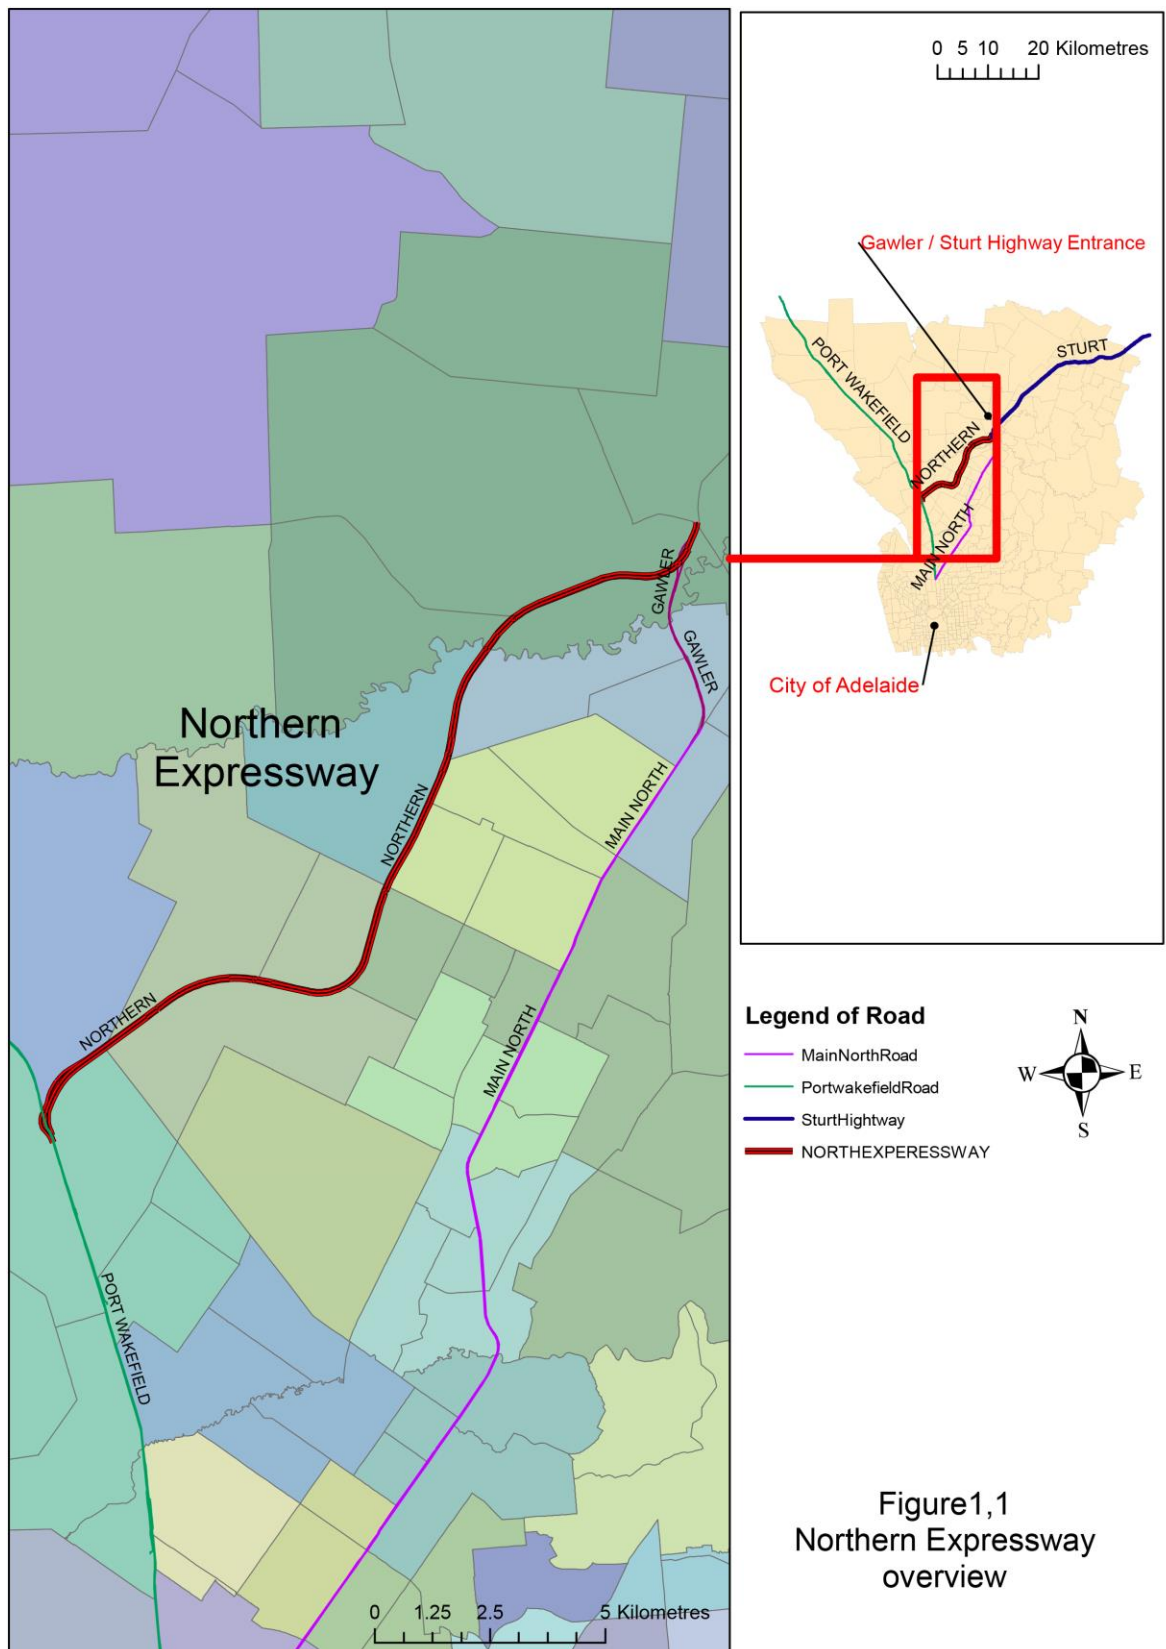 0 5 10 20 Kilometres
Gawler / Sturt Highway Entrance
STURT
PORT WAKEFIELD
NORTHERN
MAIN NORTH
City of Adelaide
GAWLER
GAWLER
Northern
Expressway
NORTHERN
MAIN NORTH
NORTHERN
MAIN NORTH
PORT WAKEFIELD
0 1.25 2.5 5 Kilometres
Legend of Road
MainNorthRoad
PortwakefieldRoad
SturtHightway
NORTHEXPERESSWAY
N
W E
S
Figure1,1
Northern Expressway
overview